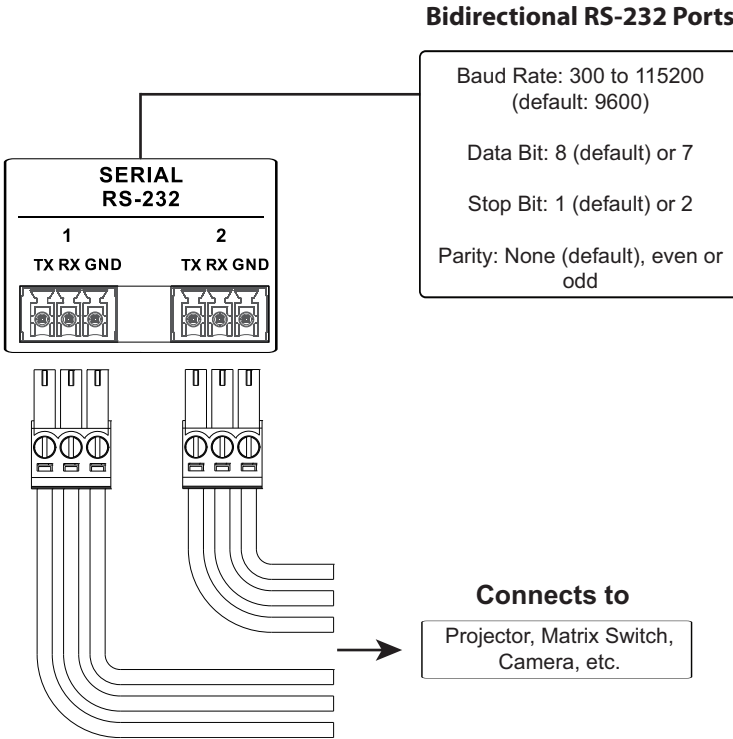 Bidirectional RS-232 Ports
Baud Rate: 300 to 115200
(default: 9600)
Data Bit: 8 (default) or 7
Stop Bit: 1 (default) or 2
Parity: None (default), even or
odd
SERIAL
RS-232
1 2
TX RX GND TX RX GND
Connects to
Projector, Matrix Switch,
Camera, etc.